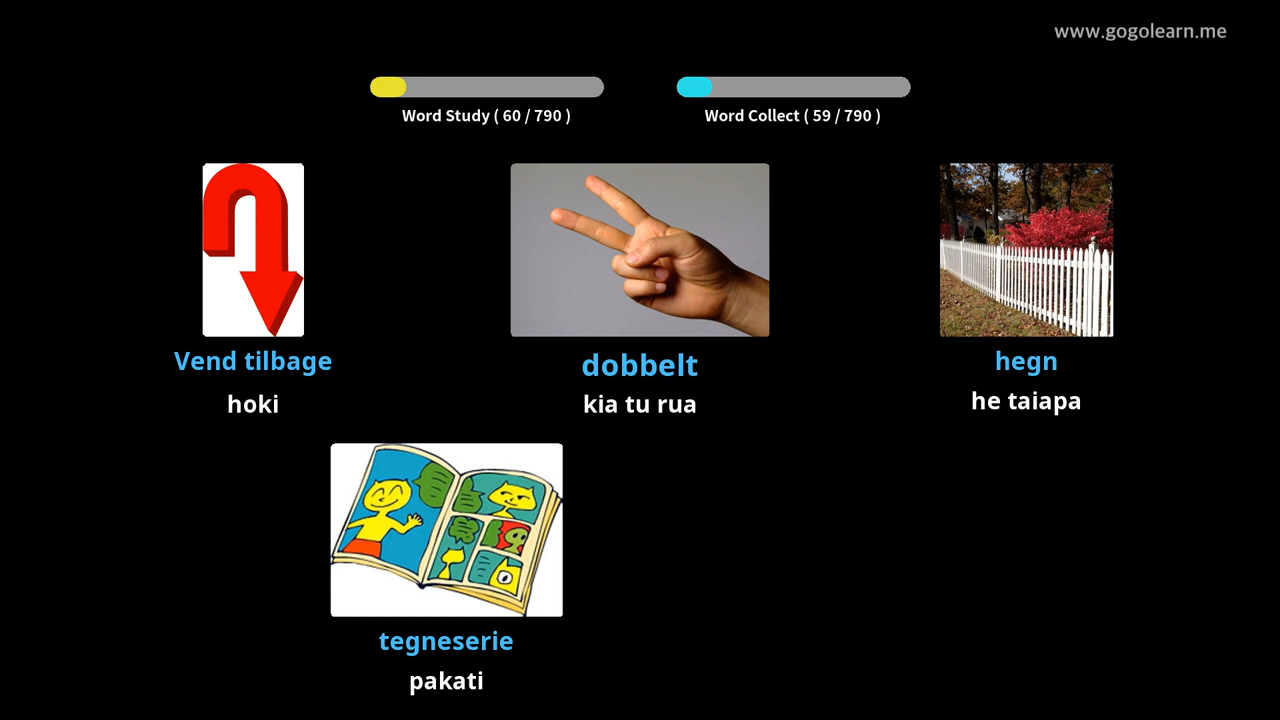 www.gogolearn.me
Word Study ( 60 / 790 )
Word Collect ( 59 / 790 )
Vend tilbage
hoki
dobbelt
kia tu rua
hegn
he taiapa
tegneserie
pakati